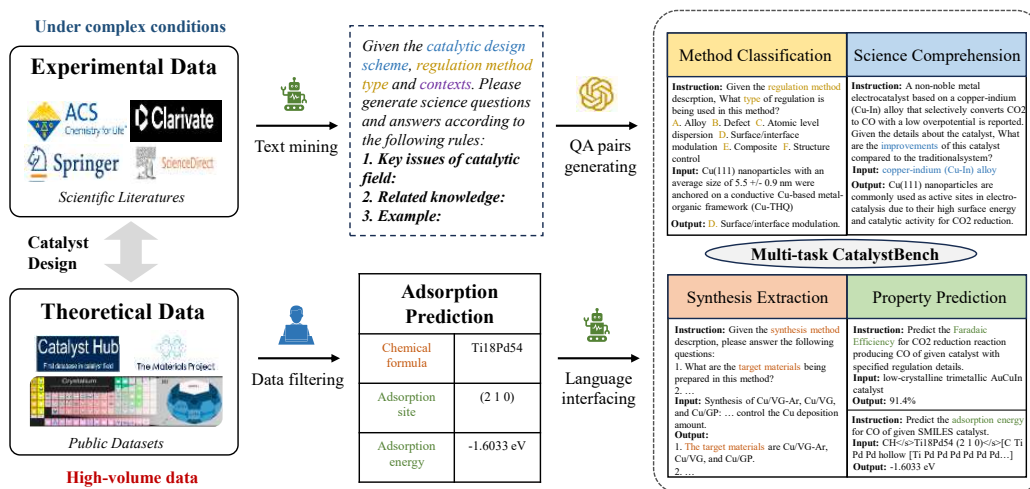 Under complex conditions
Experimental Data
ACS
Chemistry for Life
Clarivate
Springer
ScienceDirect
Scientific Literatures
Catalyst
Design
Theoretical Data
Catalyst Hub
The Materials Project
Crystalium
Public Datasets
High-volume data
Text mining
Data filtering
Given the catalytic design
scheme, regulation method
type and contexts. Please
generate science questions
and answers according to
the following rules:
1. Key issues of catalytic
field:
2. Related knowledge:
3. Example:
Adsorption
Prediction
Chemical
formula
Ti18Pd54
Adsorption
site
(2 1 0)
Adsorption
energy
-1.6033 eV
QA pairs
generating
Language
interfacing
Method Classification
Instruction: Given the regulation method
descrption, What type of regulation is
being used in this method?
A. Alloy B. Defect C. Atomic level
dispersion D. Surface/interface
modulation E. Composite F. Structure
control
Input: Cu(111) nanoparticles with an
average size of 5.5 +/- 0.9 nm were
anchored on a conductive Cu-based metal-
organic framework (Cu-THQ)
Output: D. Surface/interface modulation.
Science Comprehension
Instruction: A non-noble metal
electrocatalyst based on a copper-indium
(Cu-In) alloy that selectively converts CO2
to CO with a low overpotential is reported.
Given the details about the catalyst, What
are the improvements of this catalyst
compared to the traditionalsystem?
Input: copper-indium (Cu-In) alloy
Output: Cu(111) nanoparticles are
commonly used as active sites in electro-
catalysis due to their high surface energy
and catalytic activity for CO2 reduction.
Multi-task CatalystBench
Synthesis Extraction
Instruction: Given the synthesis method
descrption, please answer the following
questions:
1. What are the target materials being
prepared in this method?
2. ...
Input: Synthesis of Cu/VG-Ar, Cu/VG,
and Cu/GP: … control the Cu deposition
amount.
Output:
1. The target materials are Cu/VG-Ar,
Cu/VG, and Cu/GP.
2. ...
Property Prediction
Instruction: Predict the Faradaic
Efficiency for CO2 reduction reaction
producing CO of given catalyst with
specified regulation details.
Input: low-crystalline trimetallic AuCuIn
catalyst
Output: 91.4%
Instruction: Predict the adsorption energy
for CO of given SMILES catalyst.
Input: CH</s>Ti18Pd54 (2 1 0)</s>[C Ti
Pd Pd hollow [Ti Pd Pd Pd Pd Pd Pd…]
Output: -1.6033 eV